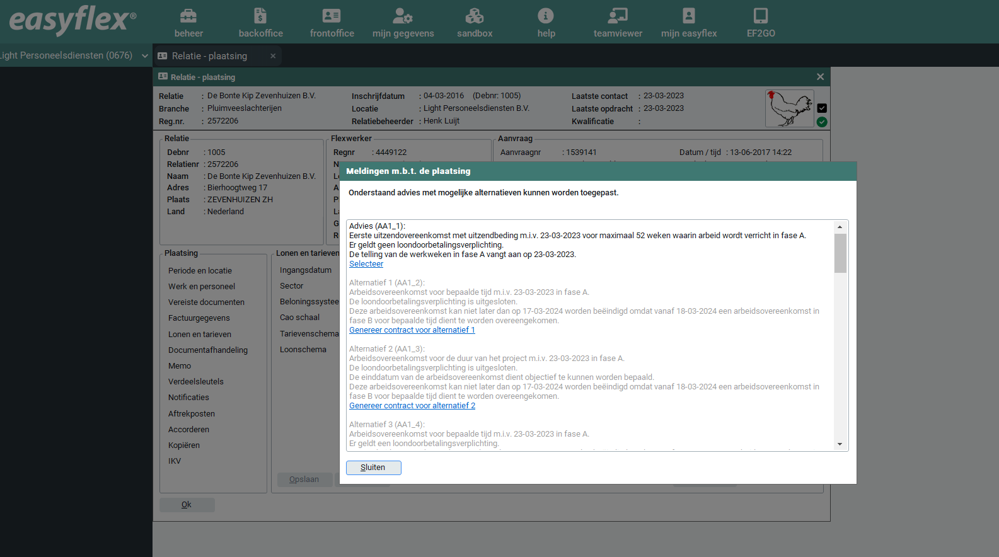 easyflex®
beheer
backoffice
frontoffice
mijn gegevens
sandbox
help
teamviewer
mijn easyflex
EF2GO
Light Personeelsdiensten (0676)
Relatie - plaatsing
Relatie - plaatsing
Relatie : De Bonte Kip Zevenhuizen B.V.
Inschrijfdatum : 04-03-2016 (Debnr: 1005)
Laatste contact : 23-03-2023
Branche : Pluimveeslachterijen
Locatie : Light Personeelsdiensten B.V.
Laatste opdracht : 23-03-2023
Reg.nr. : 2572206
Relatiebeheerder : Henk Luijt
Kwalificatie :
Relatie
Debnr : 1005
Relatienr : 2572206
Naam : De Bonte Kip Zevenhuizen B.V.
Adres : Bierhoogtweg 17
Plaats : ZEVENHUIZEN ZH
Land : Nederland
Flexwerker
Regnr : 4449122
Aanvraag
Aanvraagnr : 1539141
Datum / tijd : 13-06-2017 14:22
Plaatsing
Periode en locatie
Werk en personeel
Vereiste documenten
Factuurgegevens
Lonen en tarieven
Documentafhandeling
Memo
Verdeelsleutels
Notificaties
Aftrekposten
Accorderen
Kopiëren
IKV
Lonen en tarieven
Ingangsdatum
Sector
Beloningssystee
Cao schaal
Tarievenschema
Loonschema
Opslaan
Ok
Meldingen m.b.t. de plaatsing
Onderstaand advies met mogelijke alternatieven kunnen worden toegepast.
Advies (AA1_1):
Eerste uitzendovereenkomst met uitzendbeding m.i.v. 23-03-2023 voor maximaal 52 weken waarin arbeid wordt verricht in fase A.
Er geldt geen loondoorbetalingsverplichting.
De telling van de werkweken in fase A vangt aan op 23-03-2023.
Selecteer
Alternatief 1 (AA1_2):
Arbeidsovereenkomst voor bepaalde tijd m.i.v. 23-03-2023 in fase A.
De loondoorbetalingsverplichting is uitgesloten.
Deze arbeidsovereenkomst kan niet later dan op 17-03-2024 worden beëindigd omdat vanaf 18-03-2024 een arbeidsovereenkomst in
fase B voor bepaalde tijd dient te worden overeengekomen.
Genereer contract voor alternatief 1
Alternatief 2 (AA1_3):
Arbeidsovereenkomst voor de duur van het project m.i.v. 23-03-2023 in fase A.
De loondoorbetalingsverplichting is uitgesloten.
De einddatum van de arbeidsovereenkomst dient objectief te kunnen worden bepaald.
Deze arbeidsovereenkomst kan niet later dan op 17-03-2024 worden beëindigd omdat vanaf 18-03-2024 een arbeidsovereenkomst in
fase B voor bepaalde tijd dient te worden overeengekomen.
Genereer contract voor alternatief 2
Alternatief 3 (AA1_4):
Arbeidsovereenkomst voor bepaalde tijd m.i.v. 23-03-2023 in fase A.
Er geldt een loondoorbetalingsverplichting.
Sluiten